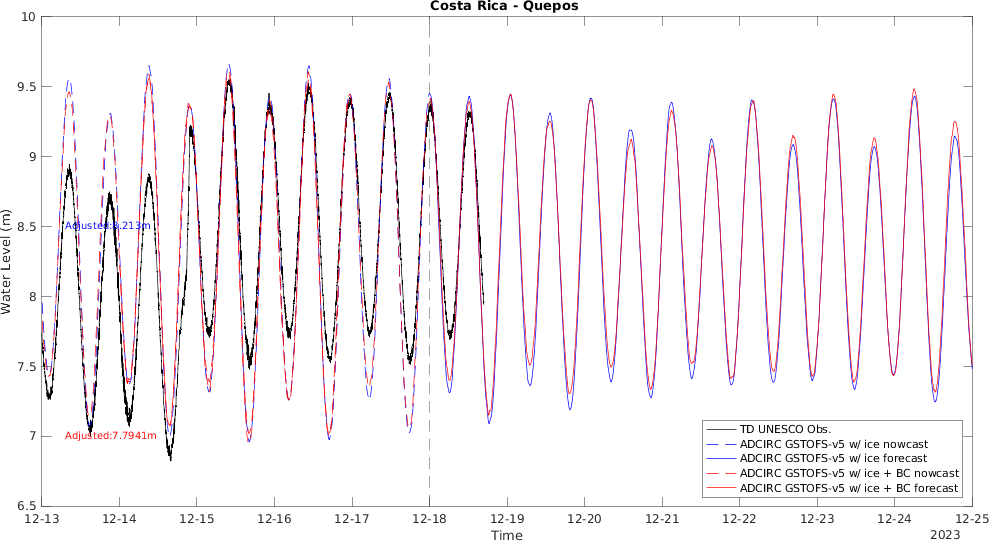 Costa Rica - Quepos
10
9.5
9
8.5
8
7.5
7
6.5
Water Level (m)
Adjusted:8.213m
Adjusted:7.7941m
TD UNESCO Obs.
ADCIRC GSTOFS-v5 w/ ice nowcast
ADCIRC GSTOFS-v5 w/ ice forecast
ADCIRC GSTOFS-v5 w/ ice + BC nowcast
ADCIRC GSTOFS-v5 w/ ice + BC forecast
12-13 12-14 12-15 12-16 12-17 12-18 12-19 12-20 12-21 12-22 12-23 12-24 12-25
Time
2023